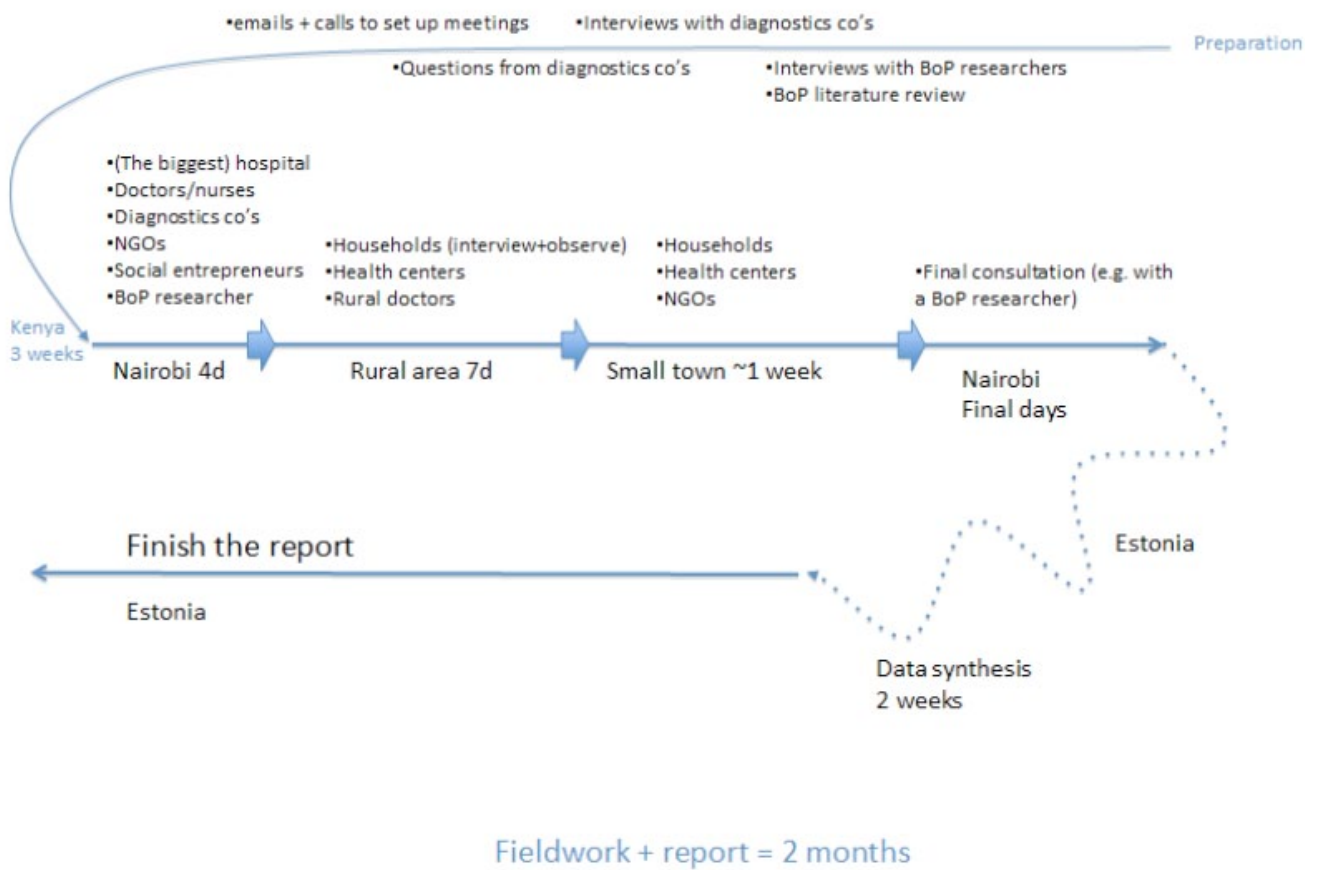 •emails + calls to set up meetings
•Interviews with diagnostics co's
Preparation
•Questions from diagnostics co's
•Interviews with BoP researchers
•BoP literature review
•(The biggest) hospital
•Doctors/nurses
•Diagnostics co's
•NGOs
•Social entrepreneurs
•BoP researcher
•Households (interview+observe)
•Health centers
•Rural doctors
•Households
•Health centers
•NGOs
•Final consultation (e.g. with
a BoP researcher)
Kenya
3 weeks
Nairobi 4d
Rural area 7d
Small town ~1 week
Nairobi
Final days
Estonia
Finish the report
Estonia
Data synthesis
2 weeks
Fieldwork + report = 2 months